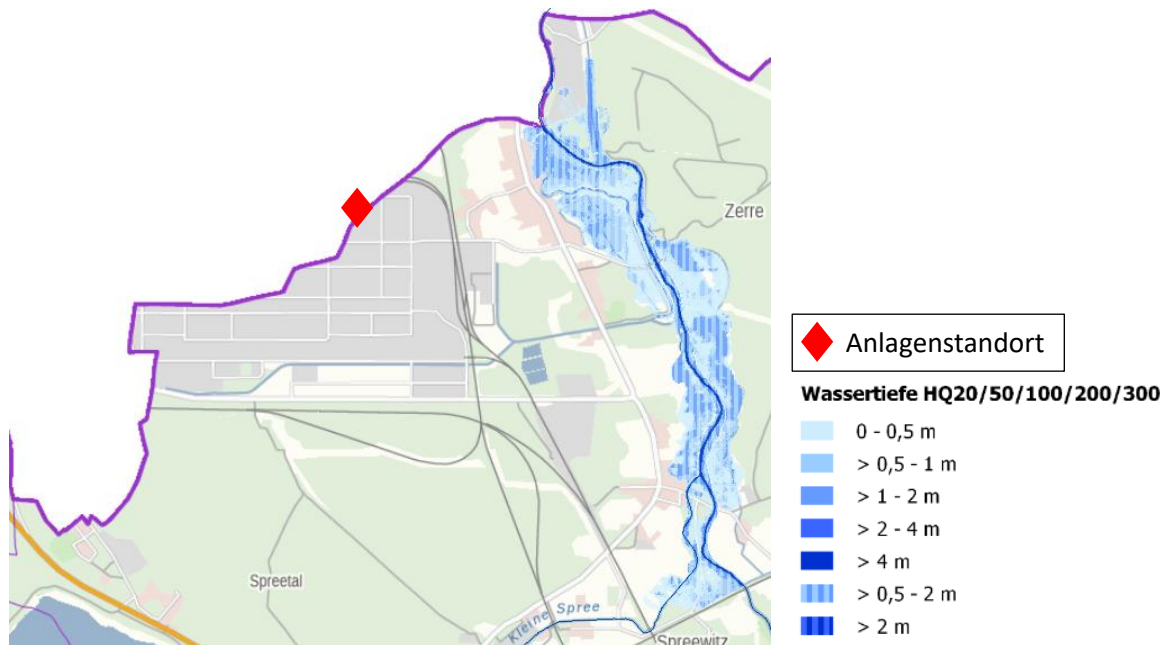 Zerre
Spreetal
Kleine Spree
Spreewitz
Anlagenstandort
Wassertiefe HQ20/50/100/200/300
0 - 0,5 m
> 0,5 - 1 m
> 1 - 2 m
> 2 - 4 m
> 4 m
> 0,5 - 2 m
> 2 m